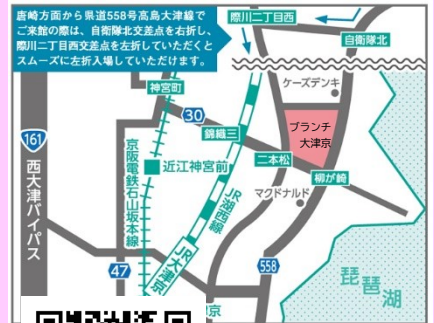 唐崎方面から県道558号高島大津線で
ご来館の際は、自衛隊北交差点を右折し、
際川二丁目西交差点を左折していただくと
スムーズに左折入場していただけます。
際川二丁目西
自衛隊北
ケーズデンキ
神宮町
30
ブランチ
大津京
錦織三
161
二本松
近江神宮前
柳が崎
マクドナルド
西大津バイパス
京阪電鉄石山坂本線
JR湖西線
JR大津京
47
558
琵琶湖
京